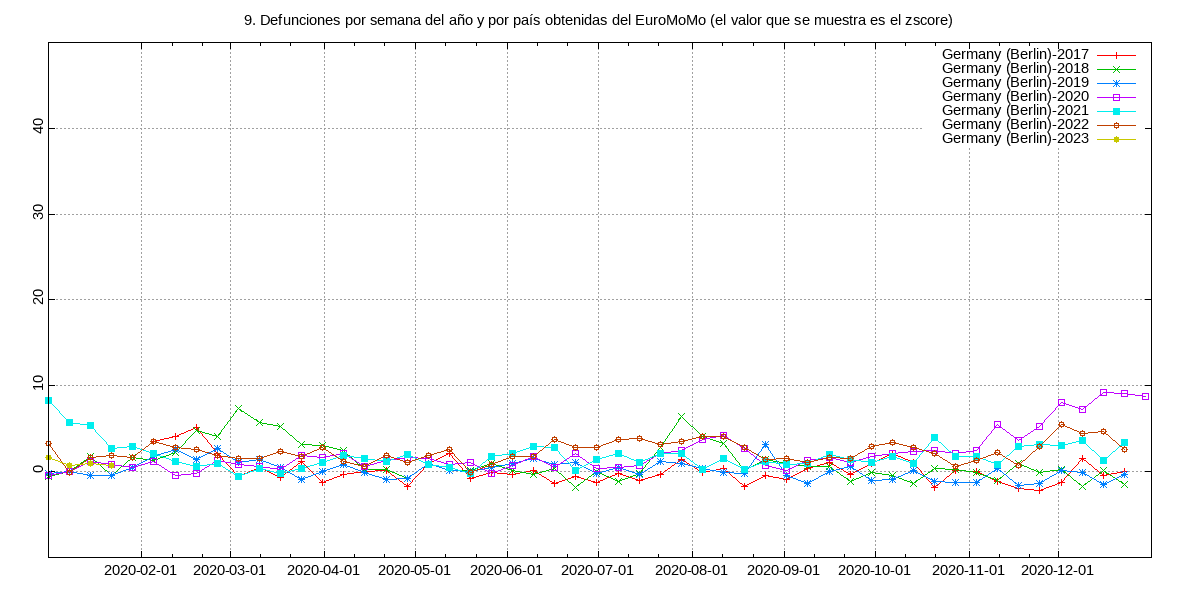 9. Defunciones por semana del año y por país obtenidas del EuroMoMo (el valor que se muestra es el zscore)
Germany (Berlin)-2017
Germany (Berlin)-2018
Germany (Berlin)-2019
Germany (Berlin)-2020
Germany (Berlin)-2021
Germany (Berlin)-2022
Germany (Berlin)-2023
40
30
20
10
0
2020-02-01 2020-03-01 2020-04-01 2020-05-01 2020-06-01 2020-07-01 2020-08-01 2020-09-01 2020-10-01 2020-11-01 2020-12-01